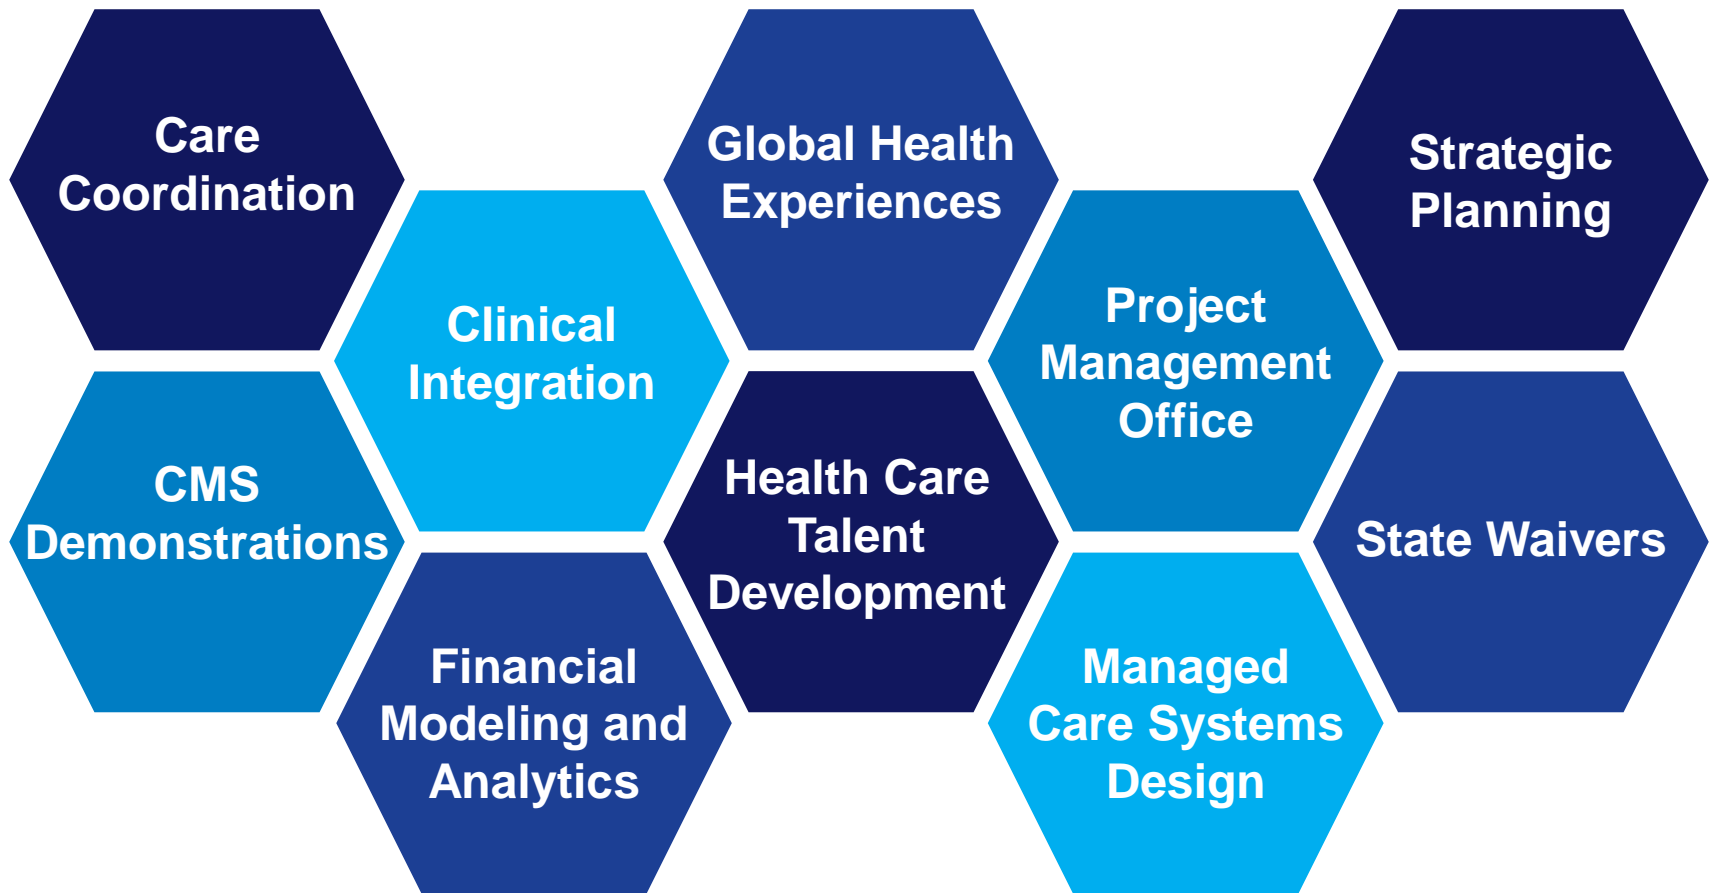 Care
Coordination
Global Health
Experiences
Strategic
Planning
Clinical
Integration
Project
Management
Office
CMS
Demonstrations
Health Care
Talent
Development
State Waivers
Financial
Modeling and
Analytics
Managed
Care Systems
Design